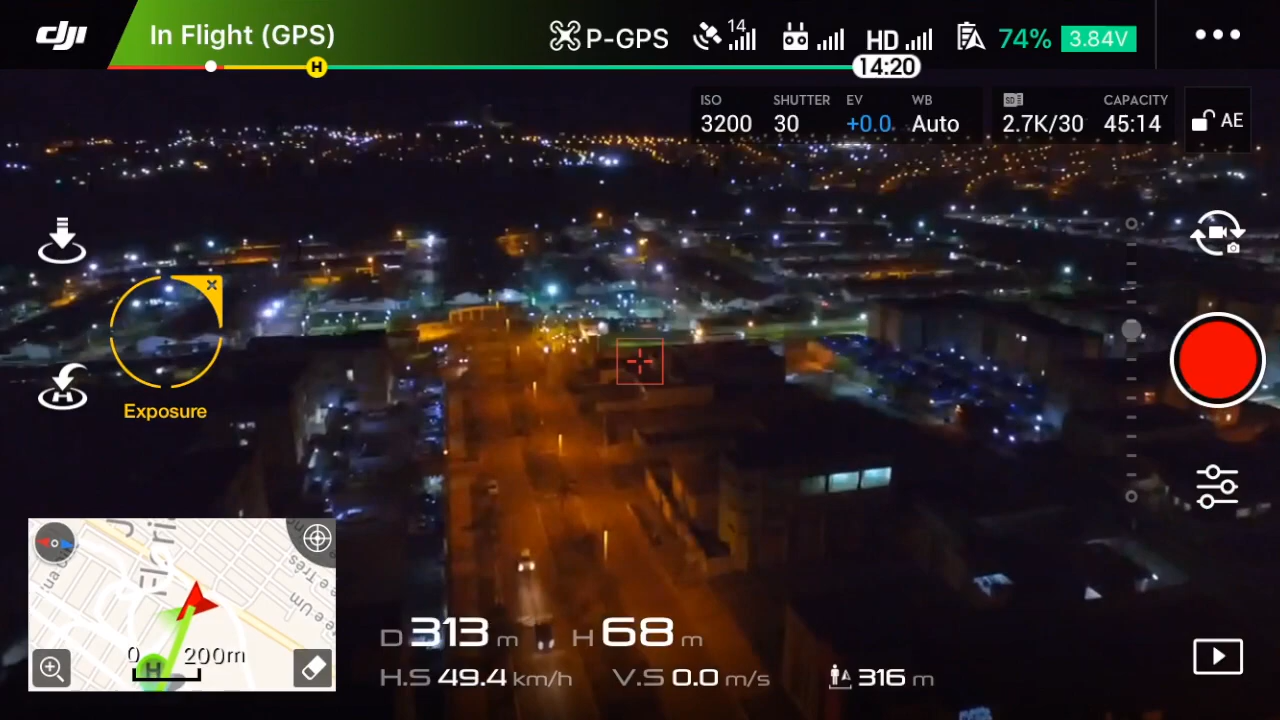 dji
In Flight (GPS)
P-GPS
14
HD
74%
3.84V
H
14:20
ISO
3200
SHUTTER
30
EV
+0.0
WB
Auto
SD
2.7K/30
CAPACITY
45:14
AE
Exposure
D 313 m
H 68 m
H.S 49.4 km/h
V.S 0.0 m/s
316 m
0
200m
H